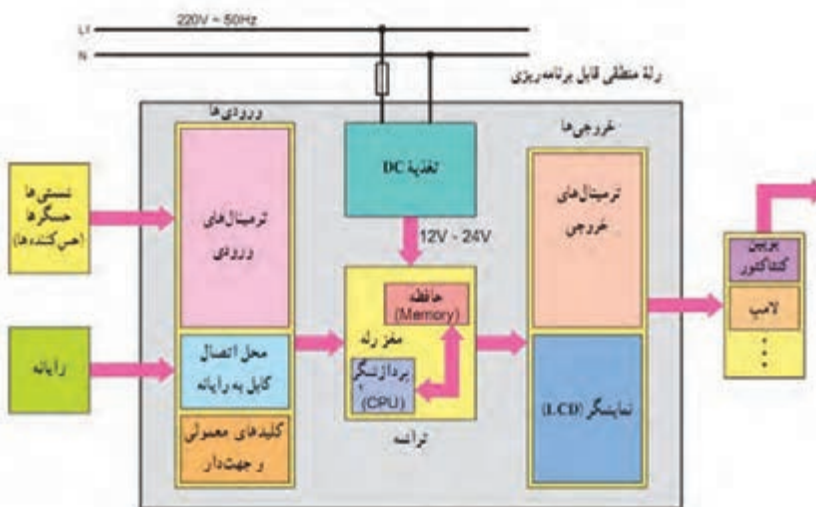 220V ~ 50Hz
L1
N
رلهٔ منطقی قابل برنامه‌ریزی
ورودی‌ها
خروجی‌ها
تغذیهٔ DC
شستی‌ها
حسگرها
(حس‌کننده‌ها)
ترمینال‌های
ورودی
ترمینال‌های
خروجی
12V - 24V
بوبین
کنتاکتور
لامپ
حافظه
(Memory)
مغز رله
پردازشگر
(CPU)
رایانه
محل اتصال
کابل به رایانه
نمایشگر (LCD)
کلیدهای معمولی
و جهت‌دار
تراشه